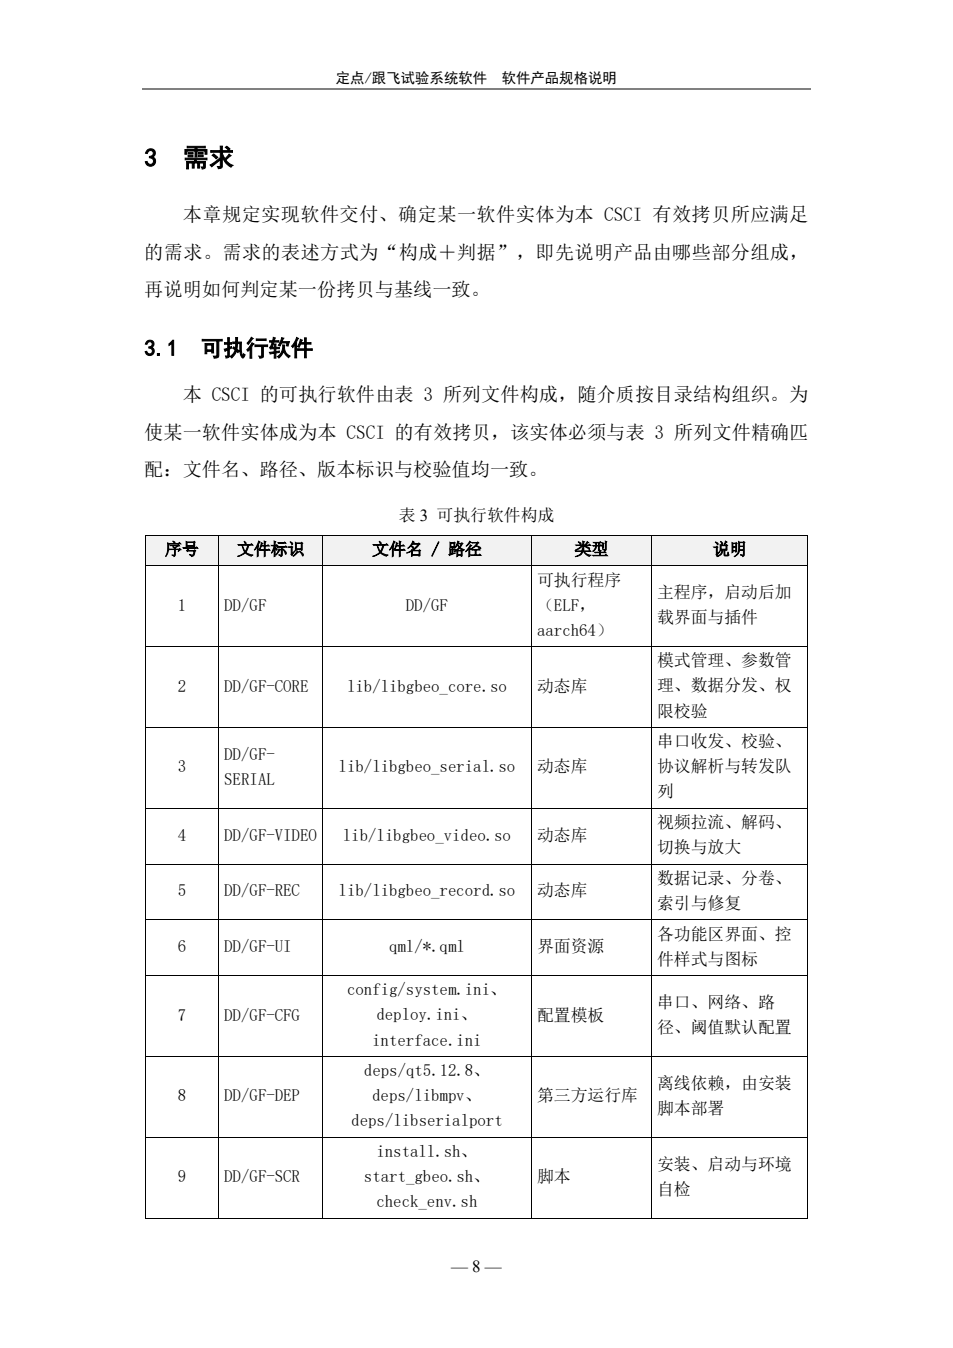 定点/跟飞试验系统软件　软件产品规格说明
3　需求
本章规定实现软件交付、确定某一软件实体为本 CSCI 有效拷贝所应满足
的需求。需求的表述方式为“构成＋判据”，即先说明产品由哪些部分组成，
再说明如何判定某一份拷贝与基线一致。
3.1　可执行软件
本 CSCI 的可执行软件由表 3 所列文件构成，随介质按目录结构组织。为
使某一软件实体成为本 CSCI 的有效拷贝，该实体必须与表 3 所列文件精确匹
配：文件名、路径、版本标识与校验值均一致。
表 3 可执行软件构成
序号 文件标识 文件名 / 路径 类型 说明
1 DD/GF DD/GF 可执行程序
（ELF，
aarch64） 主程序，启动后加
载界面与插件
2 DD/GF-CORE lib/libgbeo_core.so 动态库 模式管理、参数管
理、数据分发、权
限校验
3 DD/GF-
SERIAL lib/libgbeo_serial.so 动态库 串口收发、校验、
协议解析与转发队
列
4 DD/GF-VIDEO lib/libgbeo_video.so 动态库 视频拉流、解码、
切换与放大
5 DD/GF-REC lib/libgbeo_record.so 动态库 数据记录、分卷、
索引与修复
6 DD/GF-UI qml/*.qml 界面资源 各功能区界面、控
件样式与图标
7 DD/GF-CFG config/system.ini、
deploy.ini、
interface.ini 配置模板 串口、网络、路
径、阈值默认配置
8 DD/GF-DEP deps/qt5.12.8、
deps/libmpv、
deps/libserialport 第三方运行库 离线依赖，由安装
脚本部署
9 DD/GF-SCR install.sh、
start_gbeo.sh、
check_env.sh 脚本 安装、启动与环境
自检
— 8 —